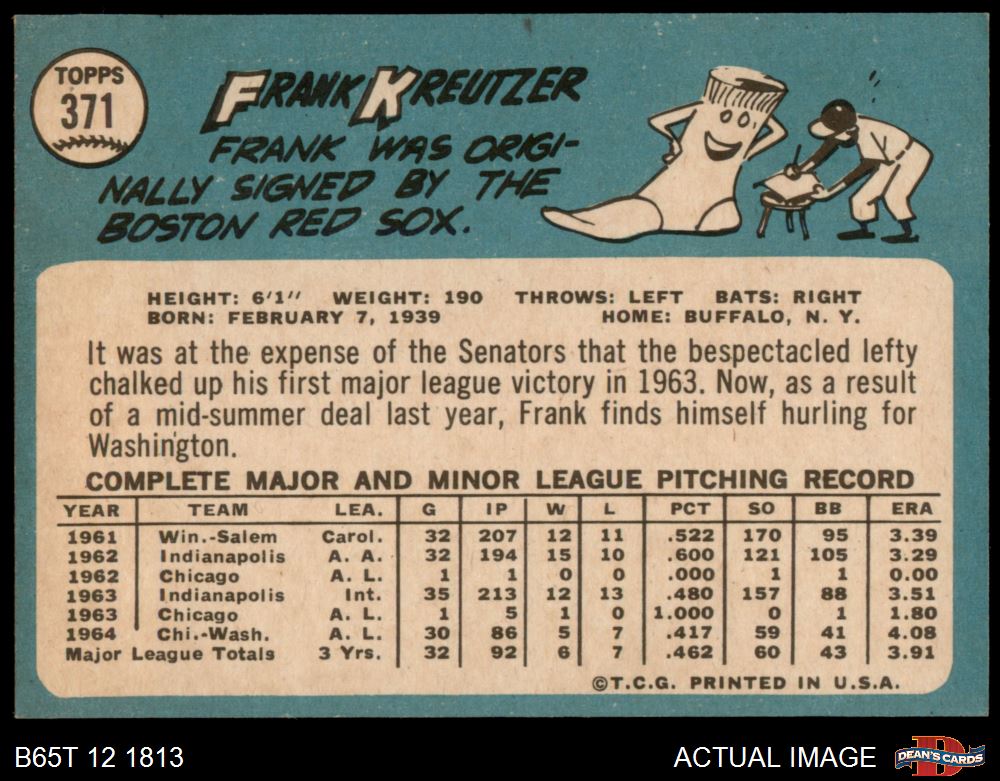 TOPPS
371
FRANK KREUTZER
FRANK WAS ORIGI-
NALLY SIGNED BY THE
BOSTON RED SOX.
HEIGHT: 6'1" WEIGHT: 190 THROWS: LEFT BATS: RIGHT
BORN: FEBRUARY 7, 1939 HOME: BUFFALO, N. Y.
It was at the expense of the Senators that the bespectacled lefty
chalked up his first major league victory in 1963. Now, as a result
of a mid-summer deal last year, Frank finds himself hurling for
Washington.
COMPLETE MAJOR AND MINOR LEAGUE PITCHING RECORD
YEAR TEAM LEA. G IP W L PCT SO BB ERA
1961 Win.-Salem Carol. 32 207 12 11 .522 170 95 3.39
1962 Indianapolis A. A. 32 194 15 10 .600 121 105 3.29
1962 Chicago A. L. 1 1 0 0 .000 1 1 0.00
1963 Indianapolis Int. 35 213 12 13 .480 157 88 3.51
1963 Chicago A. L. 1 5 1 0 1.000 0 1 1.80
1964 Chi.-Wash. A. L. 30 86 5 7 .417 59 41 4.08
Major League Totals 3 Yrs. 32 92 6 7 .462 60 43 3.91
©T.C.G. PRINTED IN U.S.A.
B65T 12 1813 ACTUAL IMAGE DEAN'S CARDS